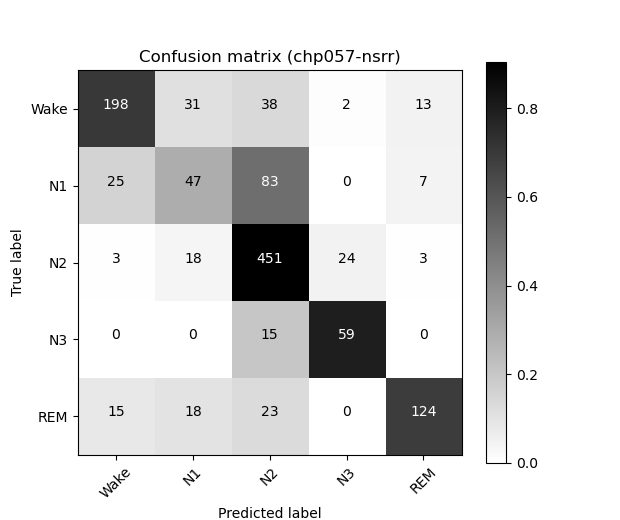 Confusion matrix (chp057-nsrr)
Wake 198 31 38 2 13
N1 25 47 83 0 7
N2 3 18 451 24 3
N3 0 0 15 59 0
REM 15 18 23 0 124
Wake N1 N2 N3 REM
True label
Predicted label
0.8
0.6
0.4
0.2
0.0